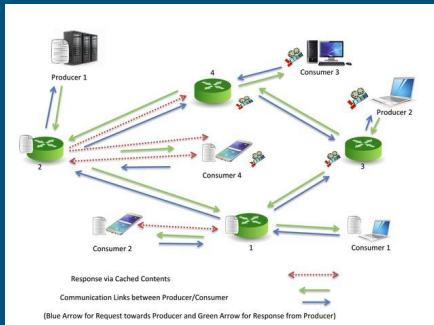 Producer 1
4
Consumer 3
Producer 2
2
Consumer 4
3
Consumer 2
1
Consumer 1
Response via Cached Contents
Communication Links between Producer/Consumer
(Blue Arrow for Request towards Producer and Green Arrow for Response from Producer)